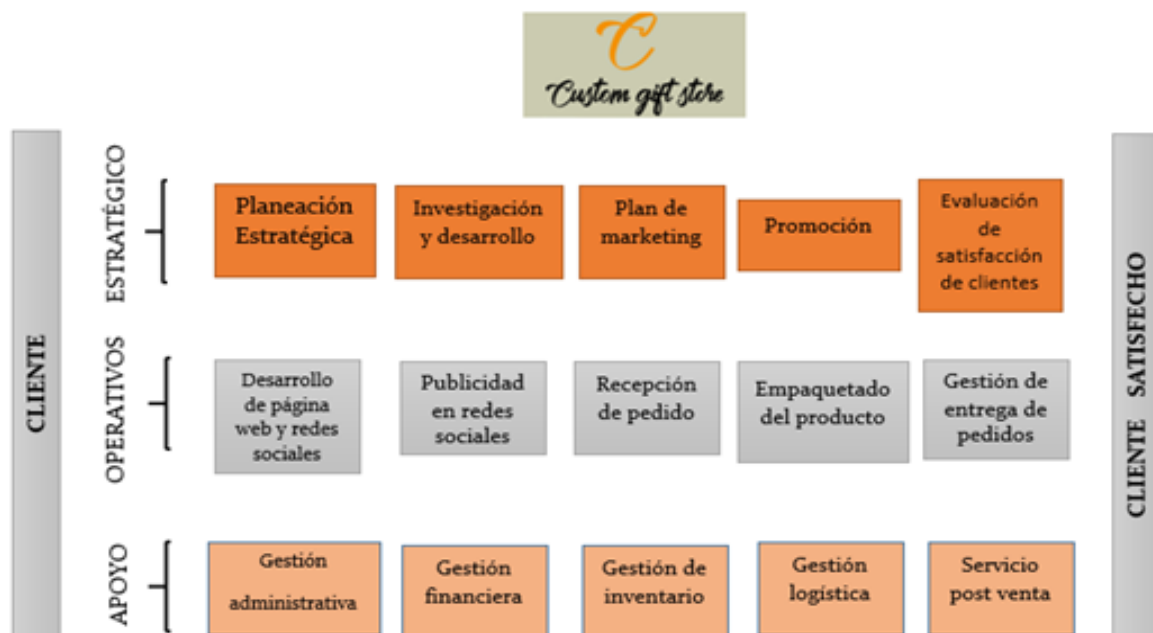 C
Custom gift store
CLIENTE
ESTRATÉGICO
Planeación
Estratégica
Investigación
y desarrollo
Plan de
marketing
Promoción
Evaluación
de
satisfacción
de clientes
OPERATIVOS
Desarrollo
de página
web y redes
sociales
Publicidad
en redes
sociales
Recepción
de pedido
Empaquetado
del producto
Gestión de
entrega de
pedidos
APOYO
Gestión
administrativa
Gestión
financiera
Gestión de
inventario
Gestión
logística
Servicio
post venta
CLIENTE SATISFECHO